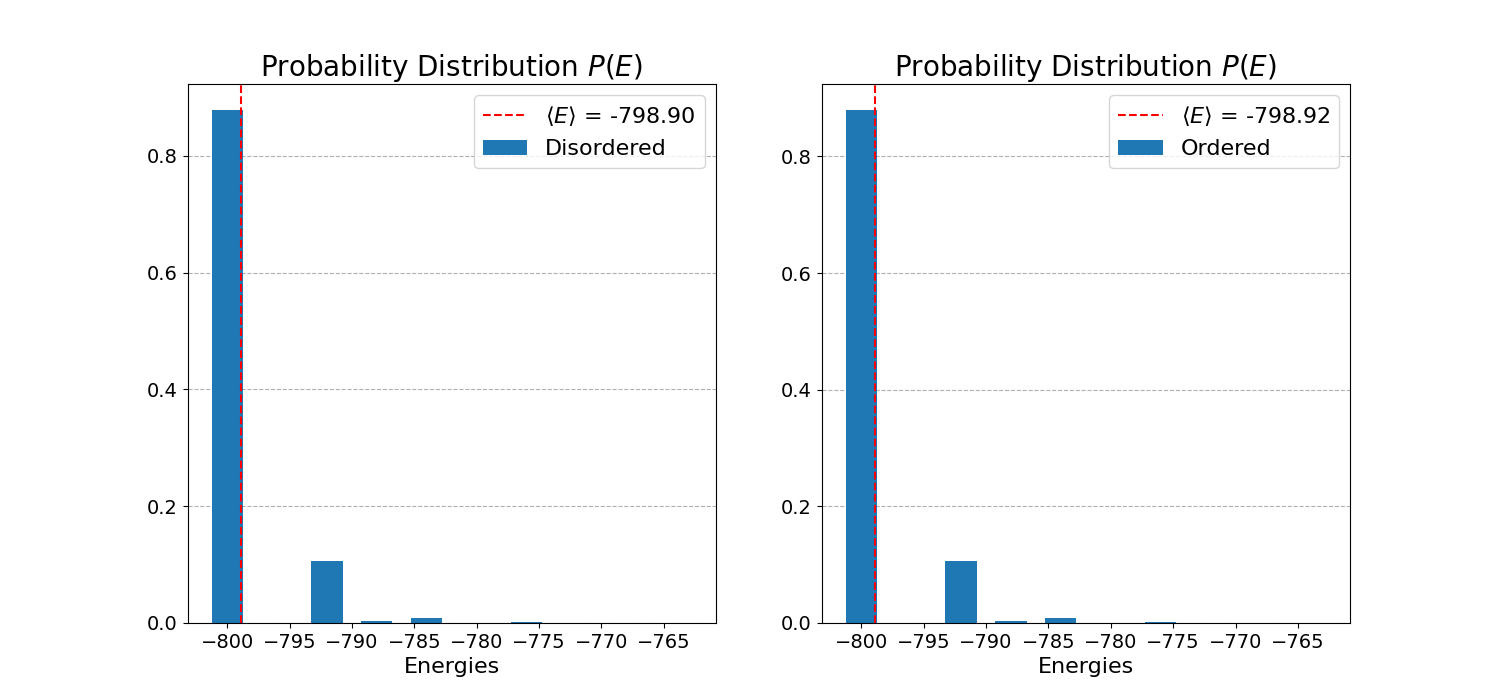 Probability Distribution P(E)
⟨E⟩ = -798.90
Disordered
0.8
0.6
0.4
0.2
0.0
−800 −795 −790 −785 −780 −775 −770 −765
Energies
Probability Distribution P(E)
⟨E⟩ = -798.92
Ordered
0.8
0.6
0.4
0.2
0.0
−800 −795 −790 −785 −780 −775 −770 −765
Energies